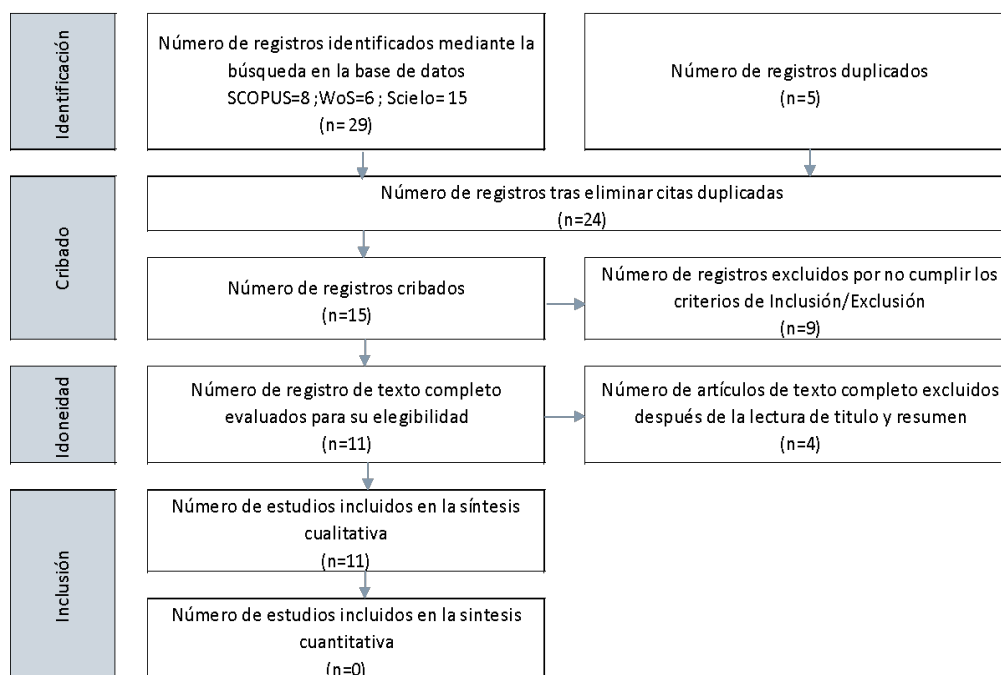 Identificación
Número de registros identificados mediante la
búsqueda en la base de datos
SCOPUS=8 ;WoS=6 ; Scielo= 15
(n= 29)
Número de registros duplicados
(n=5)
Cribado
Número de registros tras eliminar citas duplicadas
(n=24)
Número de registros cribados
(n=15)
Número de registros excluidos por no cumplir los
criterios de Inclusión/Exclusión
(n=9)
Idoneidad
Número de registro de texto completo
evaluados para su elegibilidad
(n=11)
Número de artículos de texto completo excluidos
después de la lectura de titulo y resumen
(n=4)
Inclusión
Número de estudios incluidos en la síntesis
cualitativa
(n=11)
Número de estudios incluidos en la sintesis
cuantitativa
(n=0)